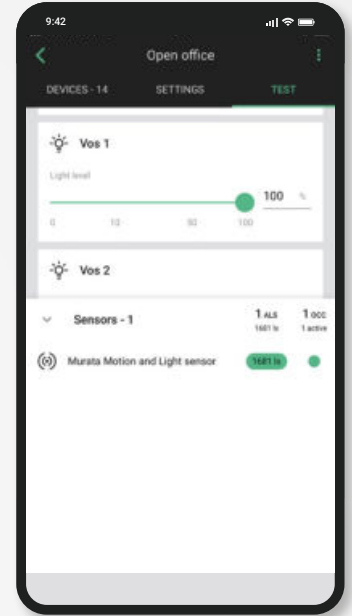 9:42
Open office
DEVICES - 14 SETTINGS TEST
Vos 1
Light level
100 %
0 10 50 100
Vos 2
Sensors - 1 1 ALS 1 OCC
1681 lx 1 active
Murata Motion and Light sensor 1681 lx